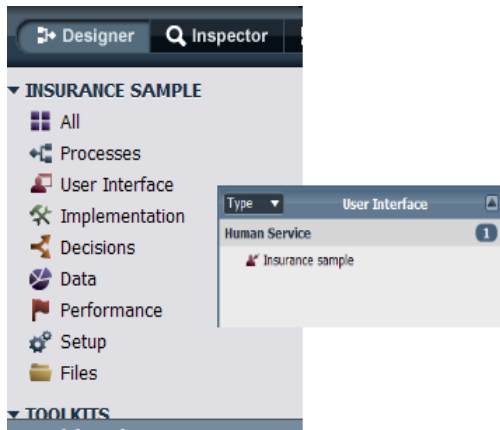 Designer Inspector
INSURANCE SAMPLE
All
Processes
User Interface
Implementation
Decisions
Data
Performance
Setup
Files
TOOLKITS
Type User Interface
Human Service 1
Insurance sample